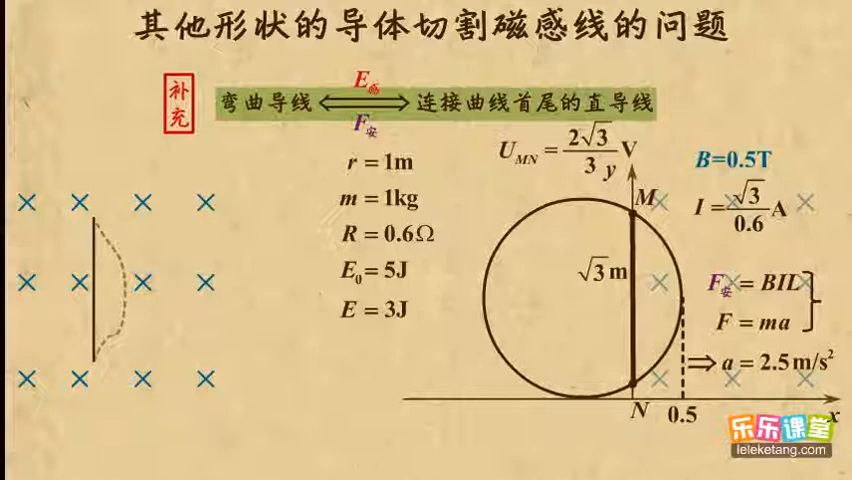 其他形状的导体切割磁感线的问题
补充
弯曲导线 E感 F安 连接曲线首尾的直导线
r = 1m
m = 1kg
R = 0.6Ω
E₀ = 5J
E = 3J
U_MN = 2√3/3 V
y
M
√3 m
N
0.5
x
B=0.5T
I = √3/0.6 A
F安 = BIL
F = ma
⇒ a = 2.5 m/s²
乐乐课堂
leleketang.com